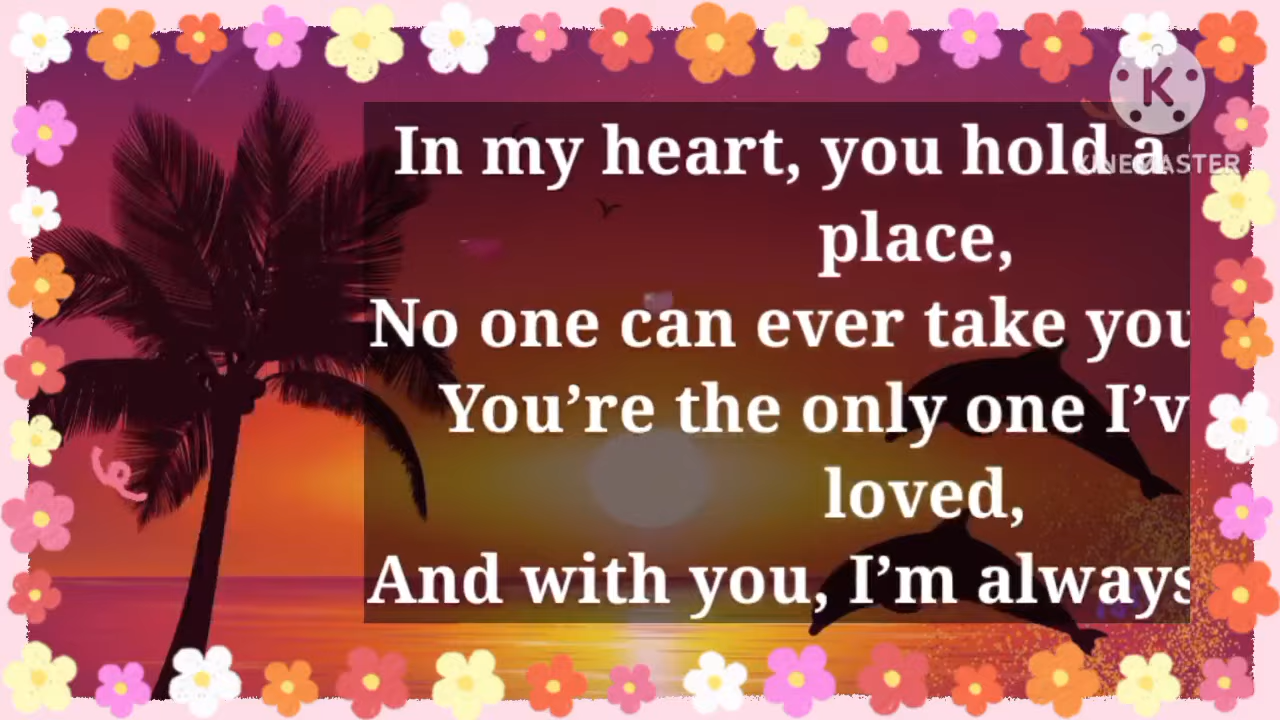 In my heart, you hold a
place,
No one can ever take you
You’re the only one I’v
loved,
And with you, I’m always
K
KINEMASTER